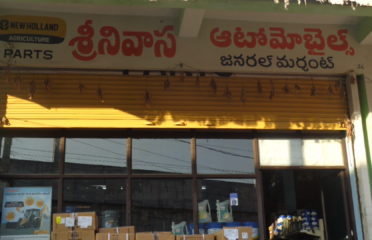 NEW HOLLAND
AGRICULTURE
PARTS
శ్రీనివాస ఆటోమోబైల్స్
జనరల్ మర్చంట్